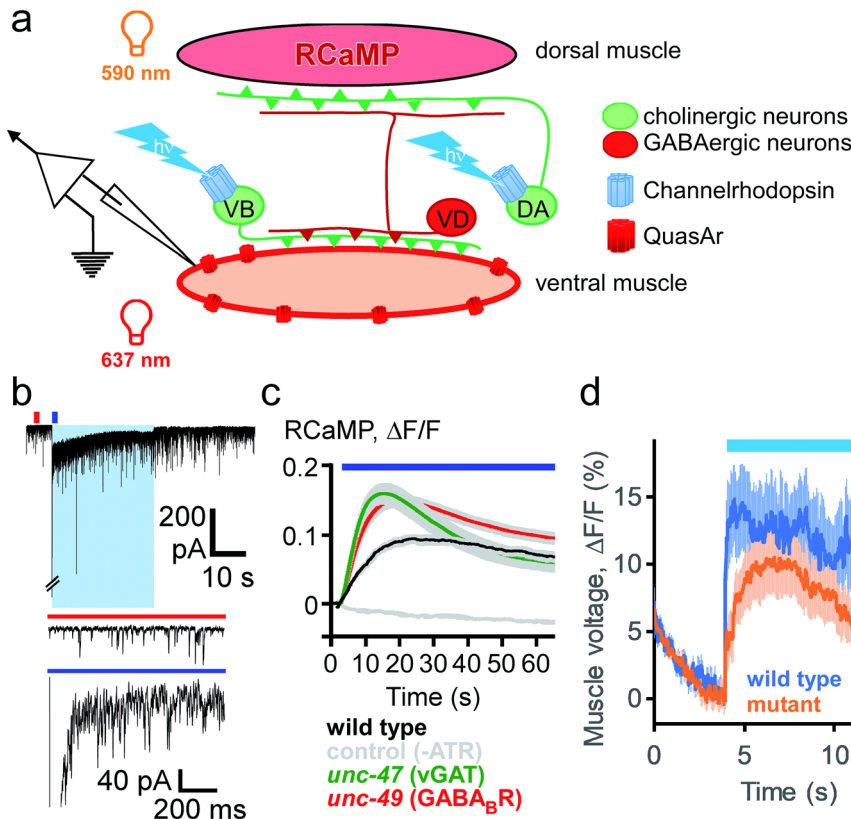 a
590 nm
RCaMP
dorsal muscle
hν
hν
cholinergic neurons
GABAergic neurons
Channelrhodopsin
QuasAr
VB
VD
DA
ventral muscle
637 nm
b
200
pA
10 s
40 pA
200 ms
c
RCaMP, ΔF/F
0.2
0.1
0
0 10 20 30 40 50 60
Time (s)
wild type
control (-ATR)
unc-47 (vGAT)
unc-49 (GABABR)
d
Muscle voltage, ΔF/F (%)
15
10
5
0
wild type
mutant
0 5 10
Time (s)